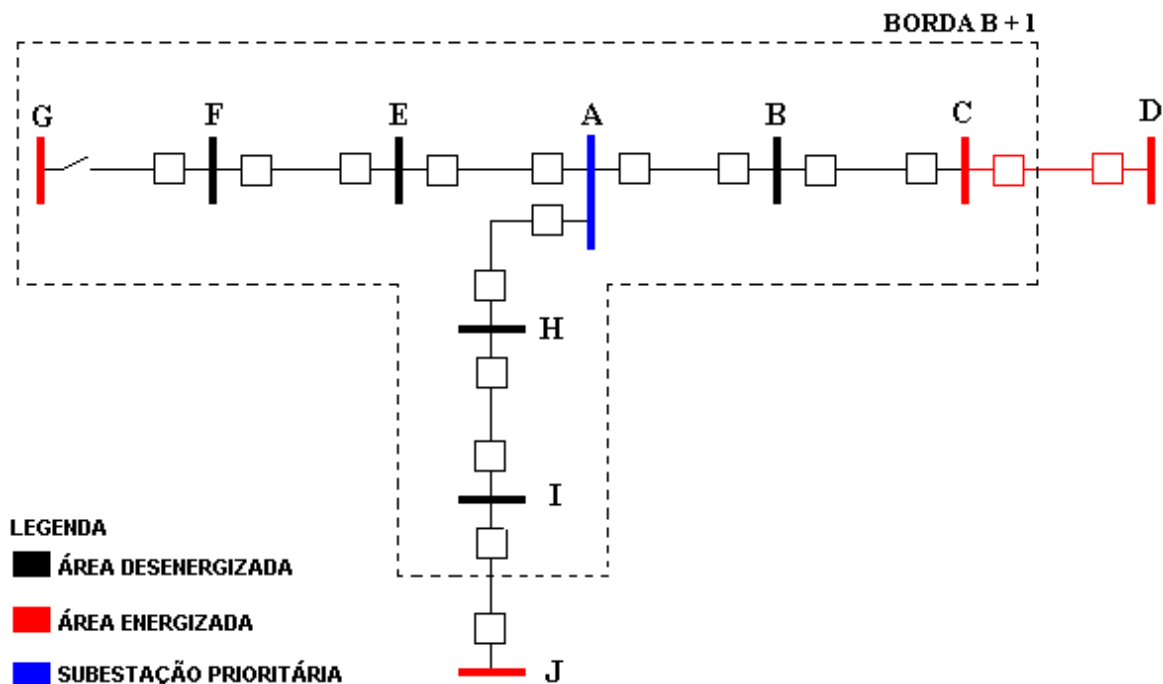 BORDA B + 1
G F E A B C D
H
I
J
LEGENDA
ÁREA DESENERGIZADA
ÁREA ENERGIZADA
SUBESTAÇÃO PRIORITÁRIA